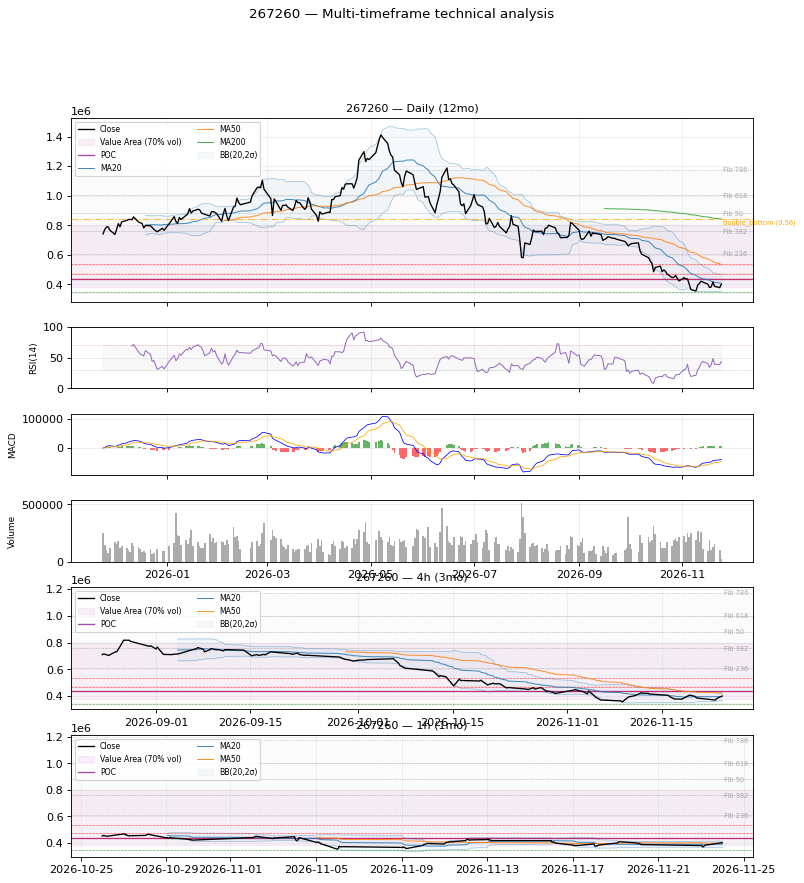 267260 — Multi-timeframe technical analysis
267260 — Daily (12mo)
1e6
Close
Value Area (70% vol)
POC
MA20
MA50
MA200
BB(20,2σ)
1.4
1.2
1.0
0.8
0.6
0.4
Fib 786
Fib 618
Fib 50
double_bottom (0.56)
Fib 382
Fib 236
RSI(14)
100
50
0
MACD
100000
0
Volume
500000
0
2026-01
2026-03
2026-05
2026-07
2026-09
2026-11
267260 — 4h (3mo)
1e6
Close
Value Area (70% vol)
POC
MA20
MA50
BB(20,2σ)
1.2
1.0
0.8
0.6
0.4
Fib 786
Fib 618
Fib 50
Fib 382
Fib 236
2026-09-01
2026-09-15
2026-10-01
2026-10-15
2026-11-01
2026-11-15
267260 — 1h (1mo)
1e6
Close
Value Area (70% vol)
POC
MA20
MA50
BB(20,2σ)
1.2
1.0
0.8
0.6
0.4
Fib 786
Fib 618
Fib 50
Fib 382
Fib 236
2026-10-25
2026-10-29
2026-11-01
2026-11-05
2026-11-09
2026-11-13
2026-11-17
2026-11-21
2026-11-25